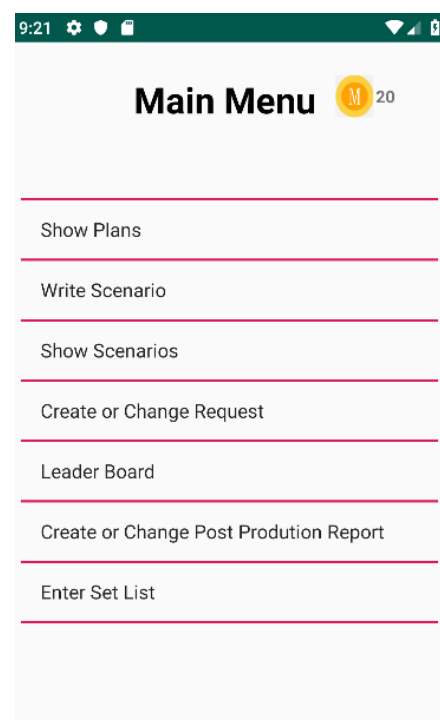 9:21
Main Menu M 20
Show Plans
Write Scenario
Show Scenarios
Create or Change Request
Leader Board
Create or Change Post Prodution Report
Enter Set List